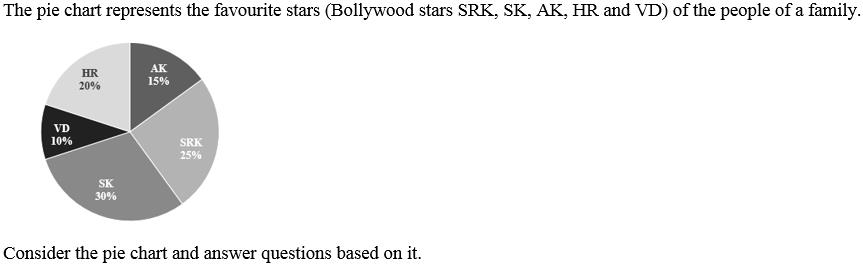 The pie chart represents the favourite stars (Bollywood stars SRK, SK, AK, HR and VD) of the people of a family.
AK
15%
HR
20%
VD
10%
SRK
25%
SK
30%
Consider the pie chart and answer questions based on it.